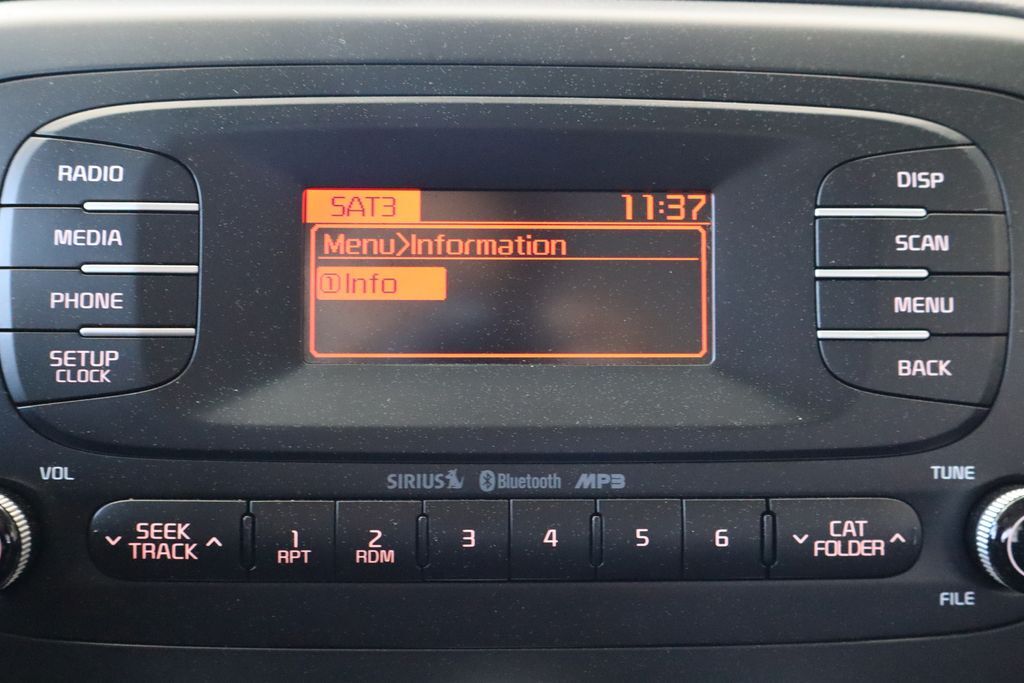 RADIO
MEDIA
PHONE
SETUP
CLOCK
SAT3 11:37
Menu>Information
①Info
DISP
SCAN
MENU
BACK
VOL
SIRIUS Bluetooth MP3
TUNE
SEEK
TRACK
1
RPT
2
RDM
3
4
5
6
CAT
FOLDER
FILE